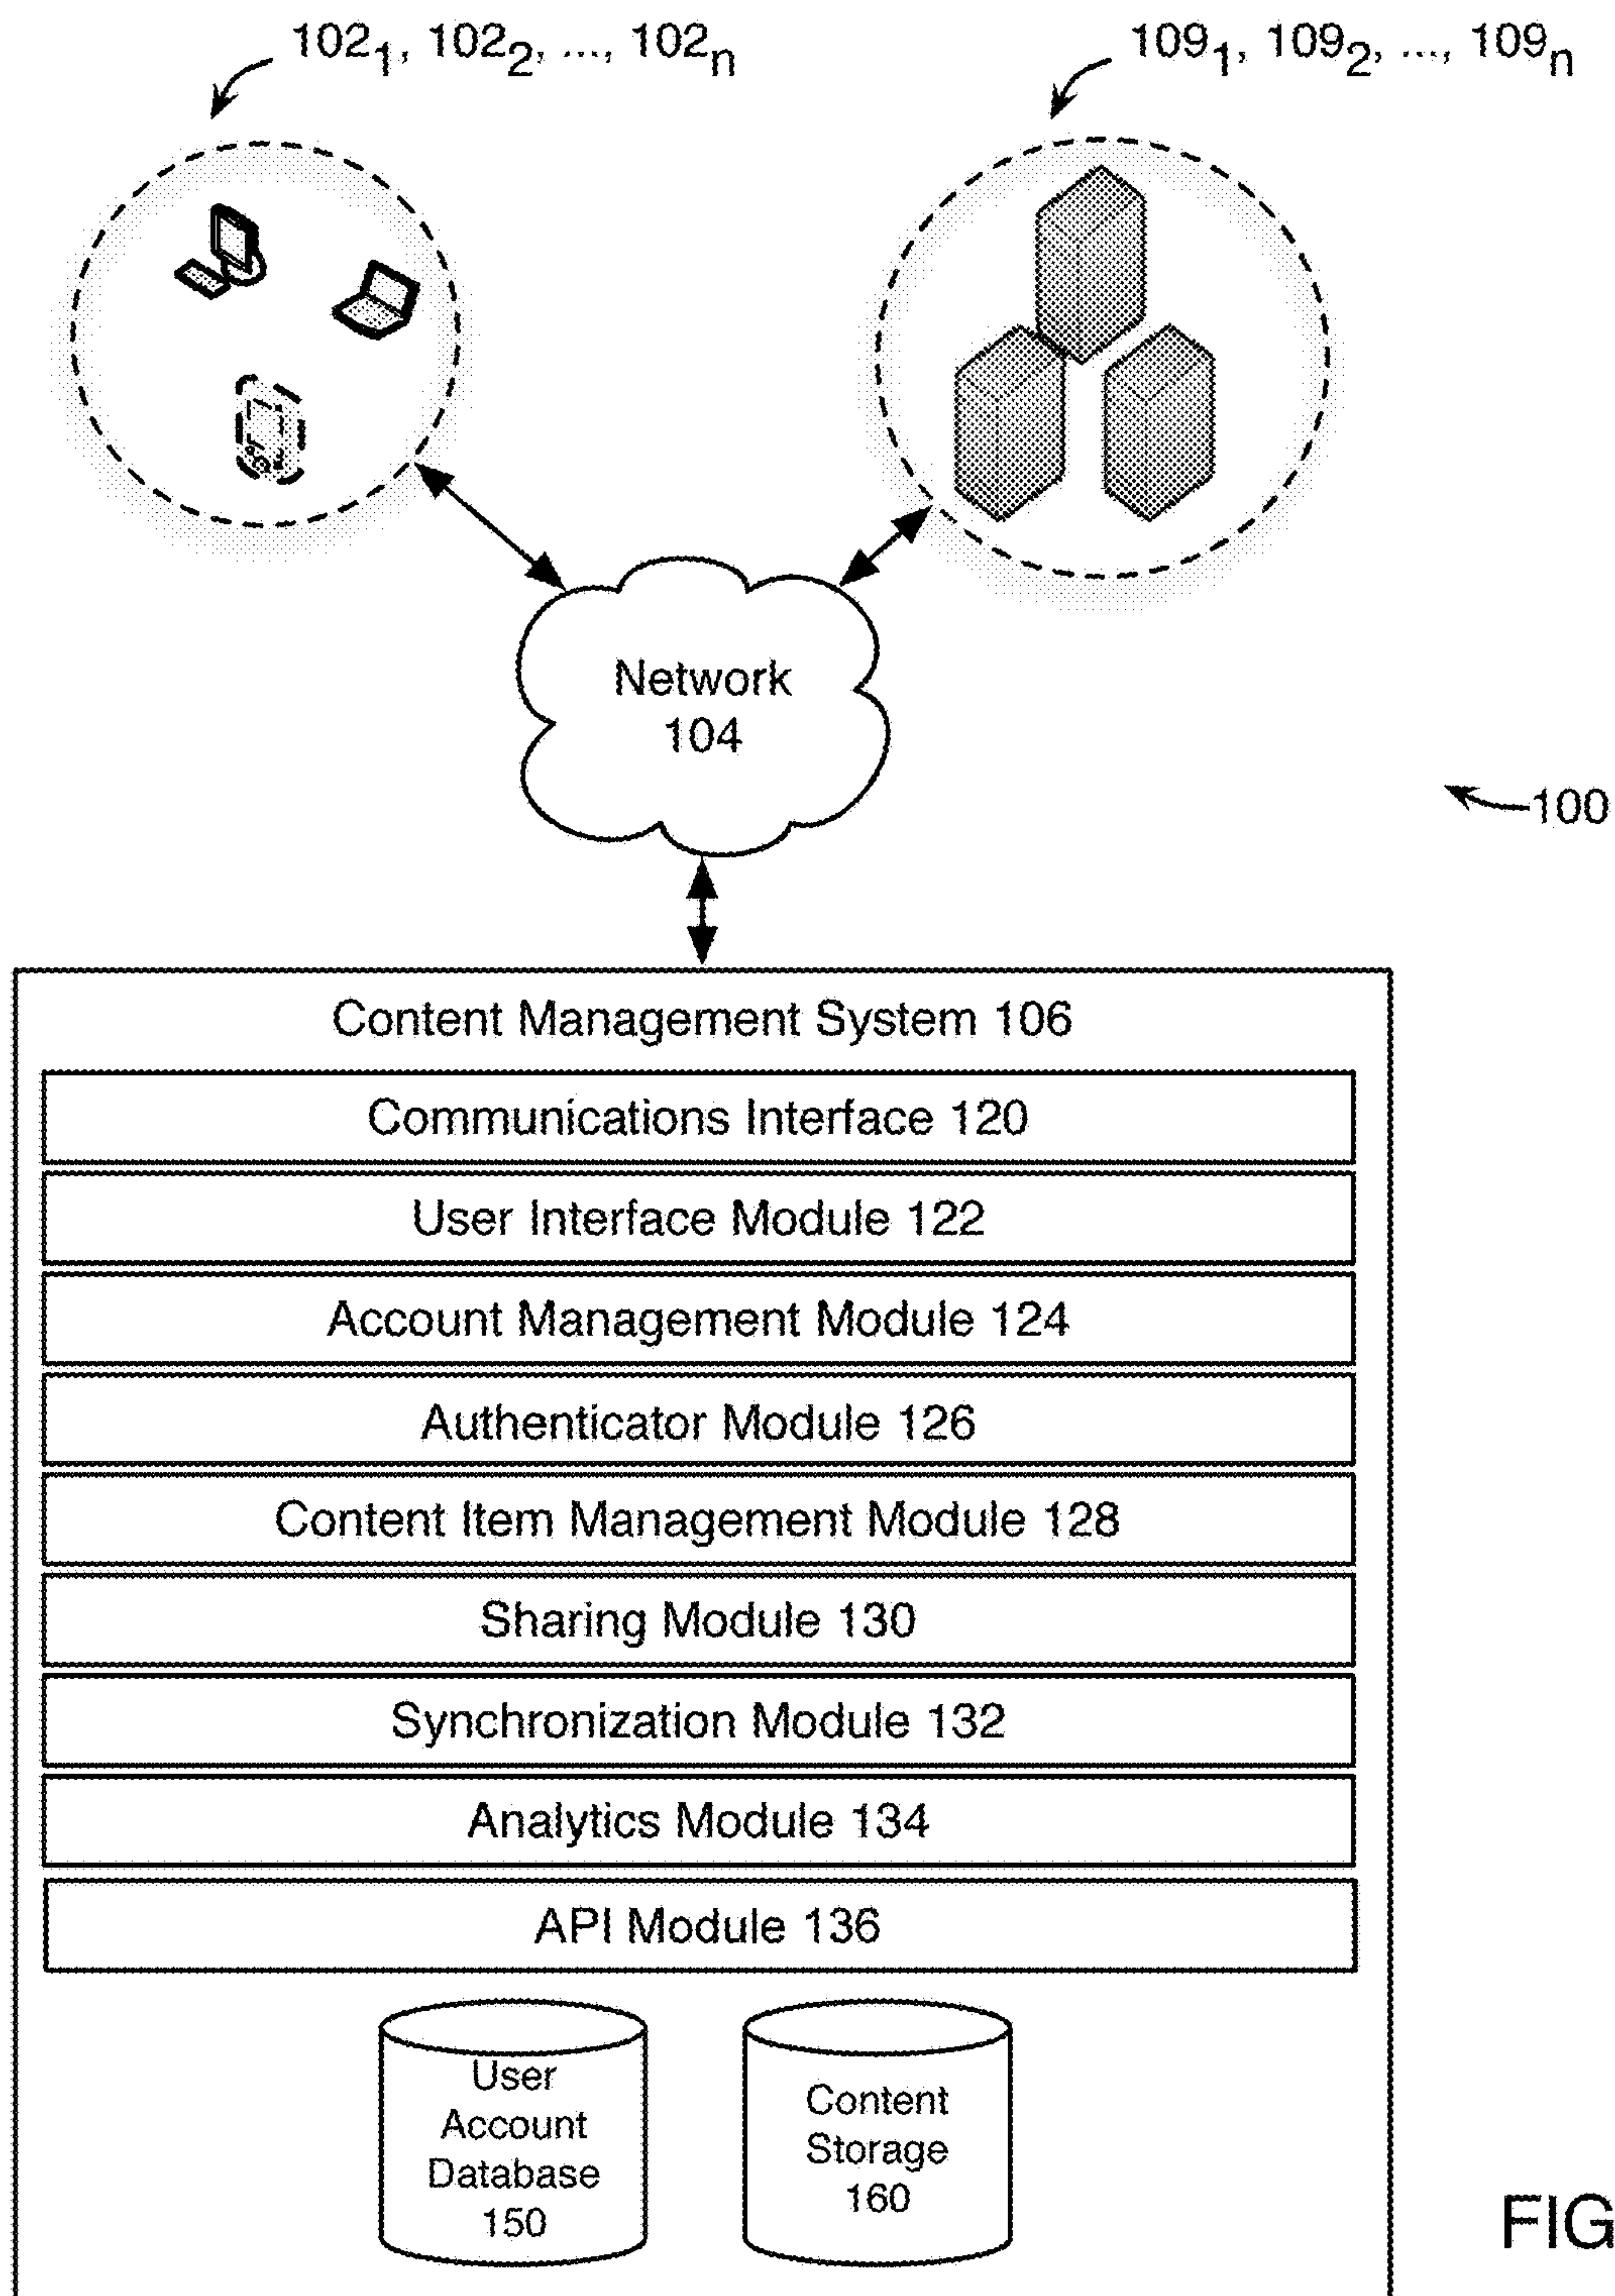 102₁, 102₂, ..., 102ₙ
109₁, 109₂, ..., 109ₙ
Network
104
100
Content Management System 106
Communications Interface 120
User Interface Module 122
Account Management Module 124
Authenticator Module 126
Content Item Management Module 128
Sharing Module 130
Synchronization Module 132
Analytics Module 134
API Module 136
User
Account
Database
150
Content
Storage
160
FIG